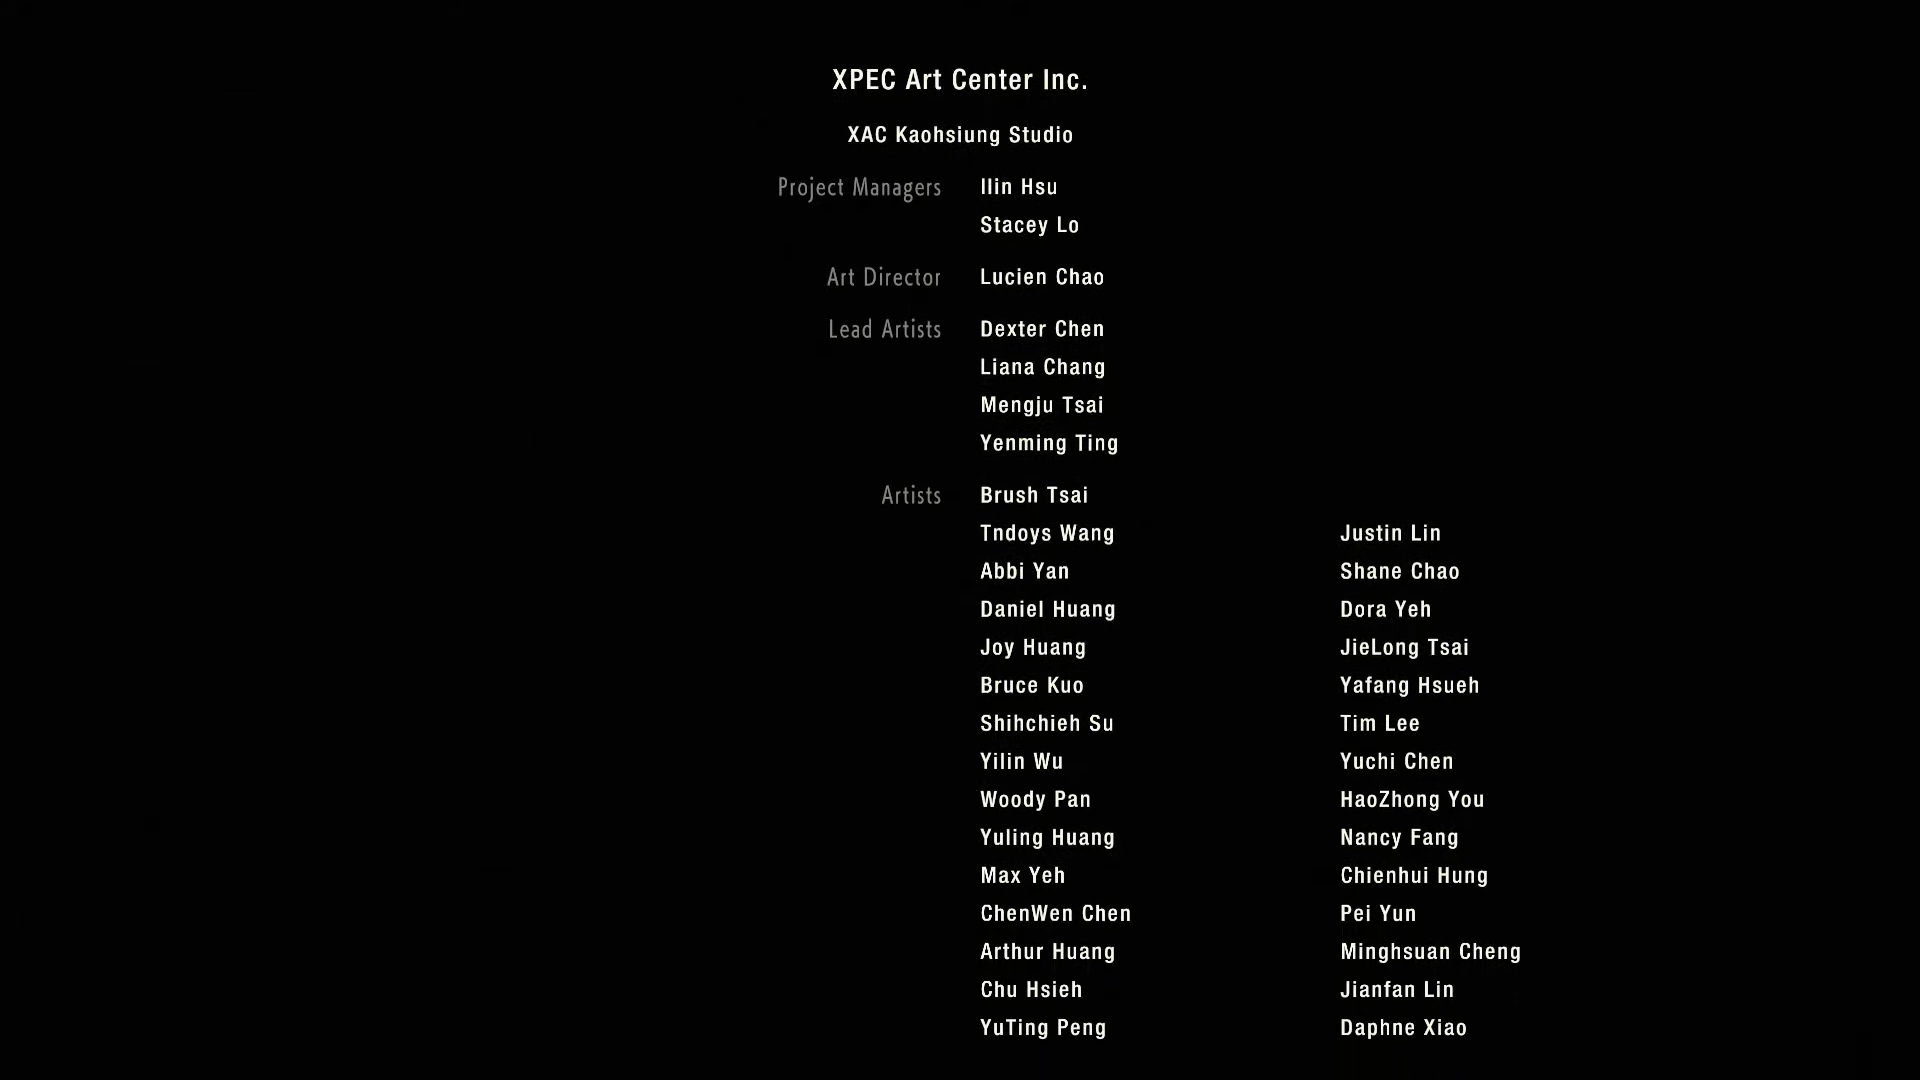 XPEC Art Center Inc.
XAC Kaohsiung Studio
Project Managers Ilin Hsu
Stacey Lo
Art Director Lucien Chao
Lead Artists Dexter Chen
Liana Chang
Mengju Tsai
Yenming Ting
Artists Brush Tsai
Tndoys Wang Justin Lin
Abbi Yan Shane Chao
Daniel Huang Dora Yeh
Joy Huang JieLong Tsai
Bruce Kuo Yafang Hsueh
Shihchieh Su Tim Lee
Yilin Wu Yuchi Chen
Woody Pan HaoZhong You
Yuling Huang Nancy Fang
Max Yeh Chienhui Hung
ChenWen Chen Pei Yun
Arthur Huang Minghsuan Cheng
Chu Hsieh Jianfan Lin
YuTing Peng Daphne Xiao